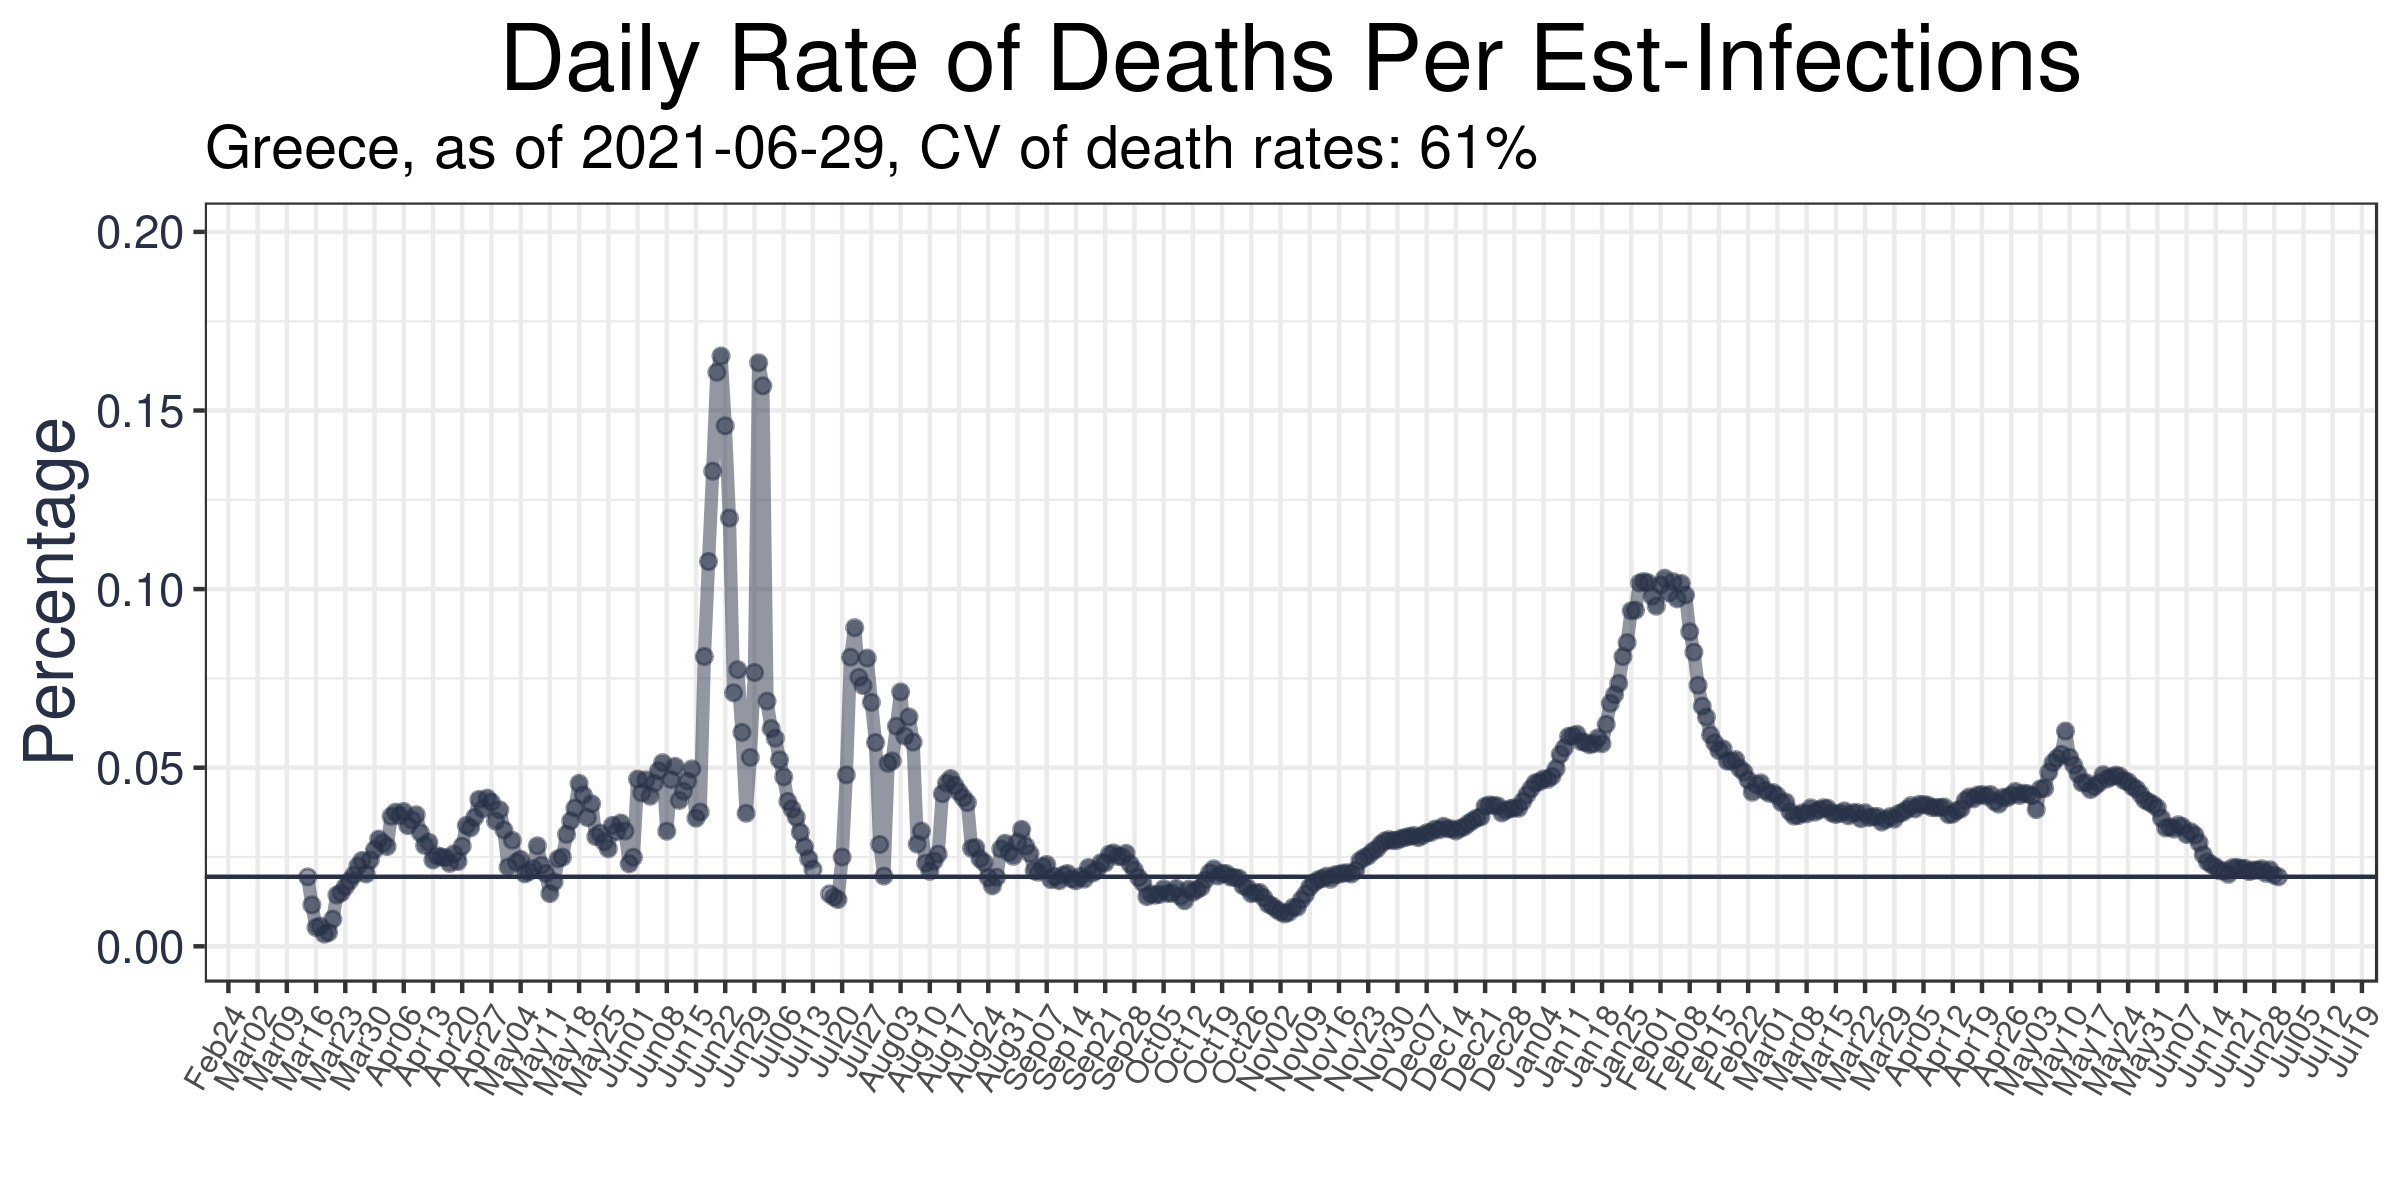 Daily Rate of Deaths Per Est-Infections
Greece, as of 2021-06-29, CV of death rates: 61%
Percentage
0.20
0.15
0.10
0.05
0.00
Feb24
Mar02
Mar09
Mar16
Mar23
Mar30
Apr06
Apr13
Apr20
Apr27
May04
May11
May18
May25
Jun01
Jun08
Jun15
Jun22
Jun29
Jul06
Jul13
Jul20
Jul27
Aug03
Aug10
Aug17
Aug24
Aug31
Sep07
Sep14
Sep21
Sep28
Oct05
Oct12
Oct19
Oct26
Nov02
Nov09
Nov16
Nov23
Nov30
Dec07
Dec14
Dec21
Dec28
Jan04
Jan11
Jan18
Jan25
Feb01
Feb08
Feb15
Feb22
Mar01
Mar08
Mar15
Mar22
Mar29
Apr05
Apr12
Apr19
Apr26
May03
May10
May17
May24
May31
Jun07
Jun14
Jun21
Jun28
Jul05
Jul12
Jul19